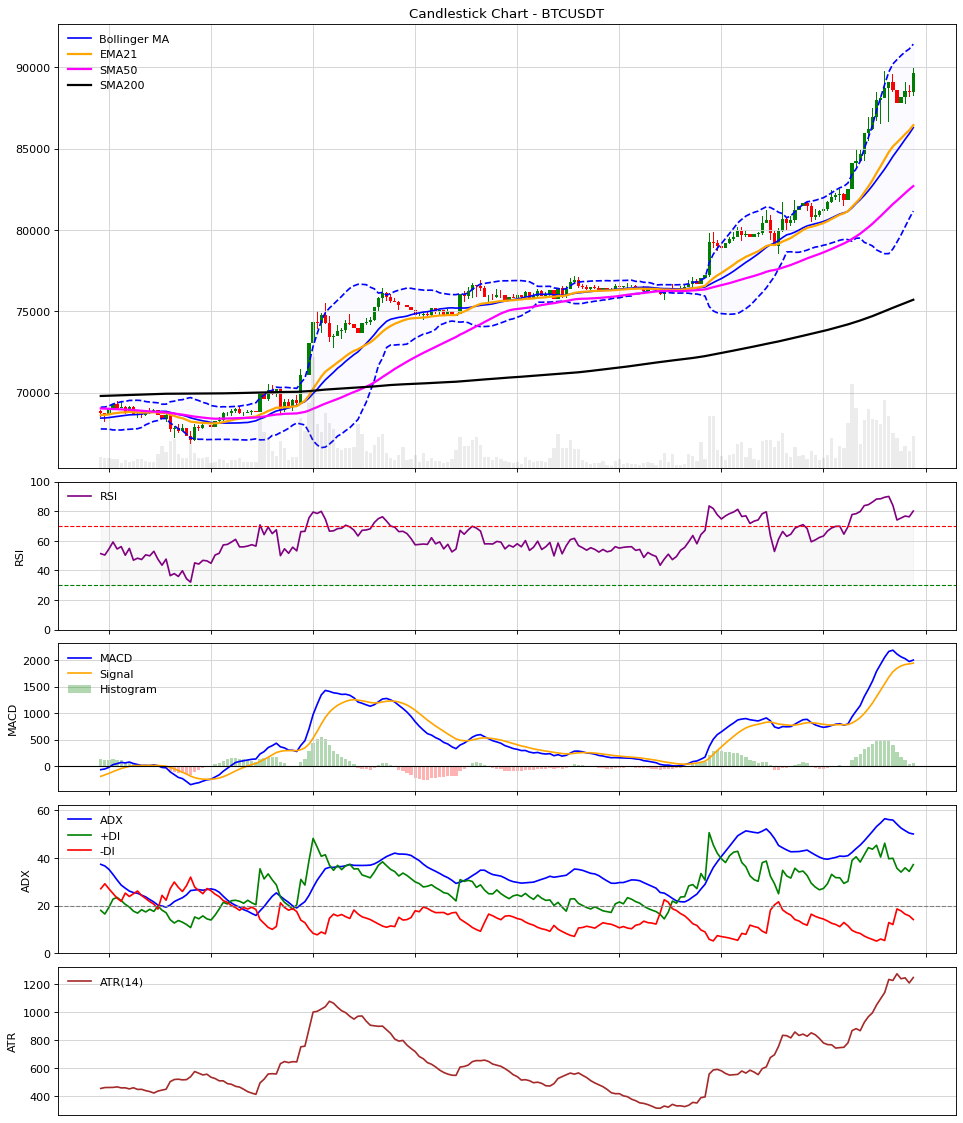 Candlestick Chart - BTCUSDT
Bollinger MA
EMA21
SMA50
SMA200
90000
85000
80000
75000
70000
RSI
100
80
60
40
20
0
RSI
MACD
Signal
Histogram
2000
1500
1000
500
0
MACD
ADX
+DI
-DI
60
40
20
0
ADX
ATR(14)
1200
1000
800
600
400
ATR